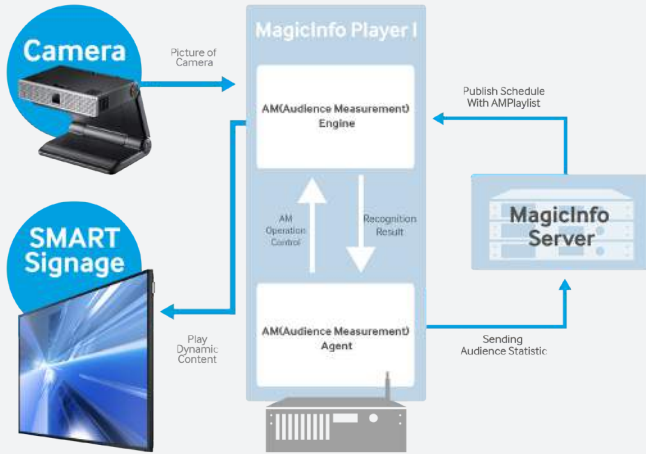 Camera
Picture of
Camera
MagicInfo Player I
AM(Audience Measurement)
Engine
Publish Schedule
With AMPlaylist
AM
Operation
Control
Recognition
Result
MagicInfo
Server
SMART
Signage
Play
Dynamic
Content
AM(Audience Measurement)
Agent
Sending
Audience Statistic